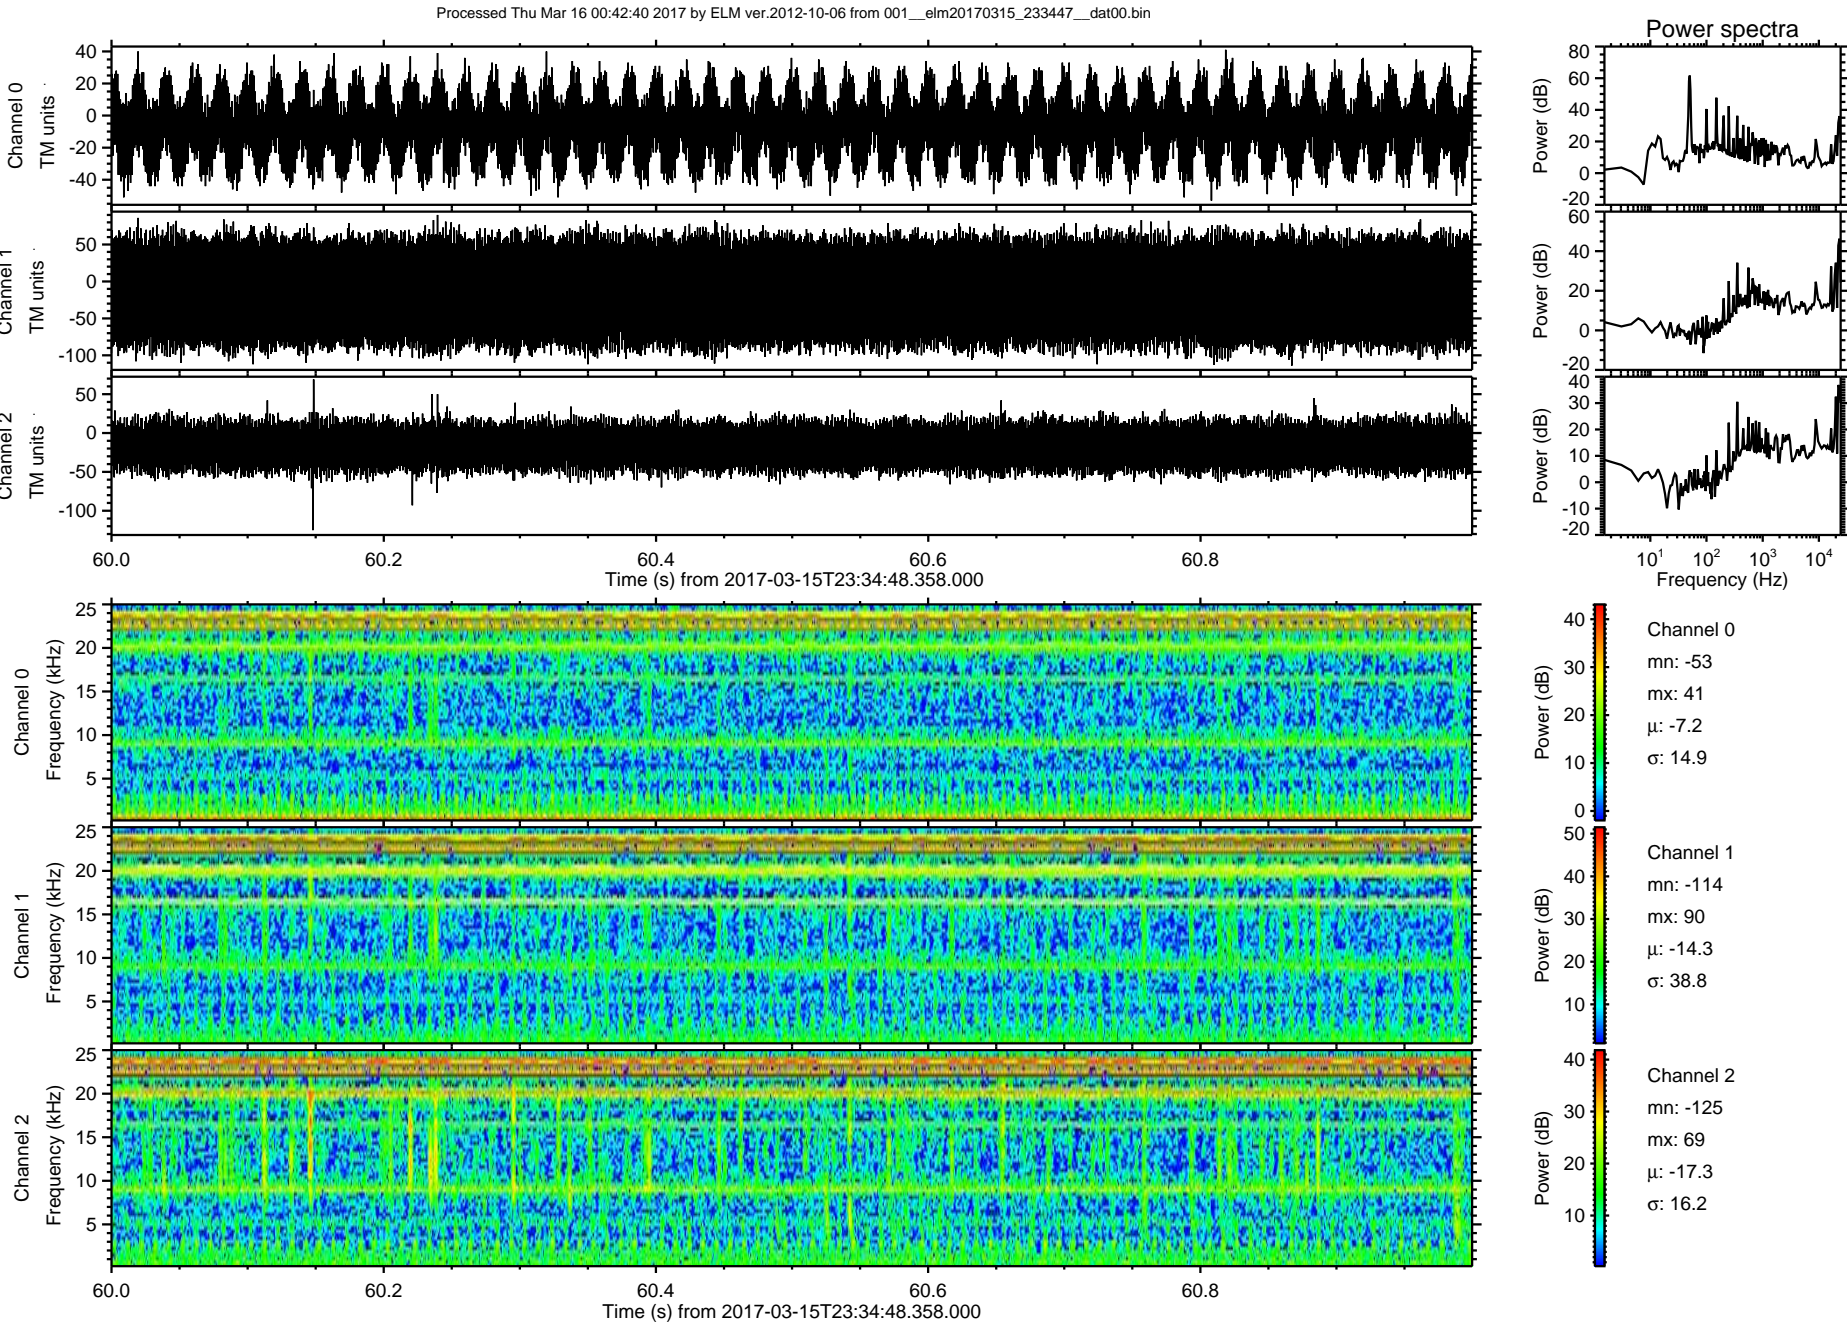 Processed Thu Mar 16 00:42:40 2017 by ELM ver.2012-10-06 from 001__elm20170315_233447__dat00.bin
Power spectra
Channel 0
TM units
40
20
0
-20
-40
Power (dB)
80
60
40
20
0
-20
Channel 1
TM units
50
0
-50
-100
Power (dB)
60
40
20
0
-20
Channel 2
TM units
50
0
-50
-100
Power (dB)
40
30
20
10
0
-10
-20
60.0 60.2 60.4 60.6 60.8
Time (s) from 2017-03-15T23:34:48.358.000
10¹ 10² 10³ 10⁴
Frequency (Hz)
Channel 0
Frequency (kHz)
25
20
15
10
5
Power (dB)
40
30
20
10
0
Channel 0
mn: -53
mx: 41
μ: -7.2
σ: 14.9
Channel 1
Frequency (kHz)
25
20
15
10
5
Power (dB)
50
40
30
20
10
Channel 1
mn: -114
mx: 90
μ: -14.3
σ: 38.8
Channel 2
Frequency (kHz)
25
20
15
10
5
Power (dB)
40
30
20
10
Channel 2
mn: -125
mx: 69
μ: -17.3
σ: 16.2
60.0 60.2 60.4 60.6 60.8
Time (s) from 2017-03-15T23:34:48.358.000